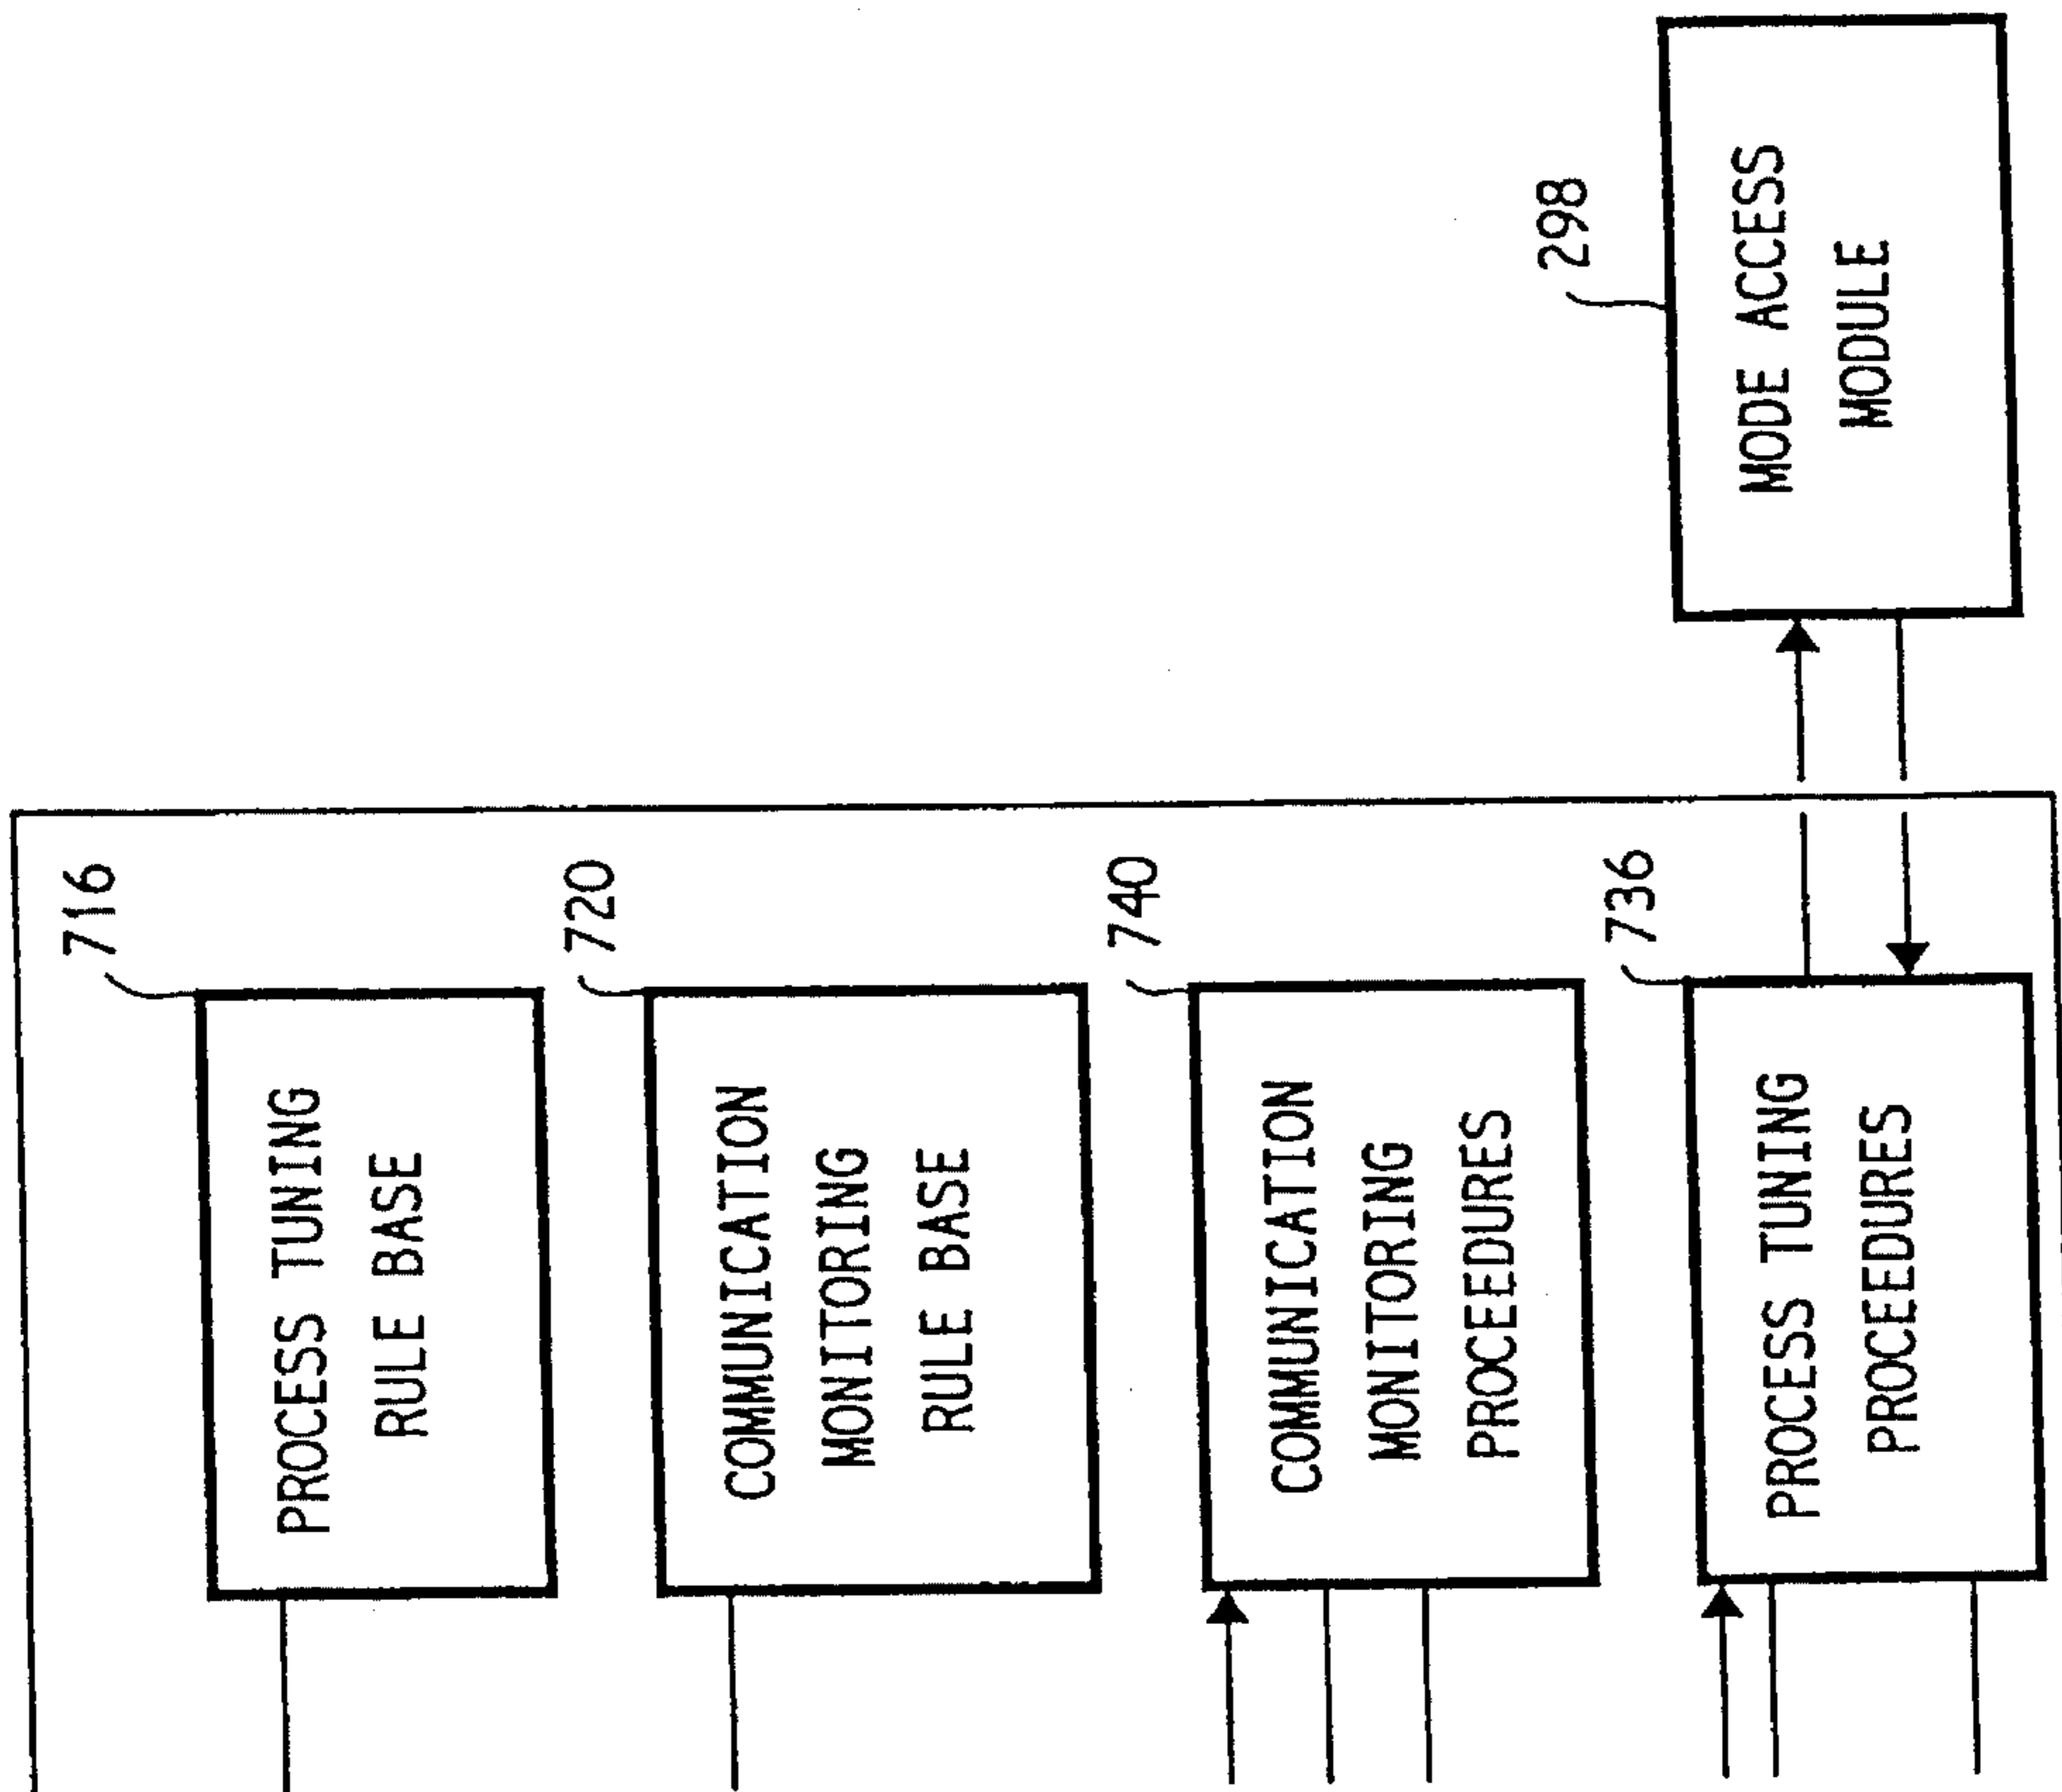 716
PROCESS TUNING
RULE BASE
720
COMMUNICATION
MONITORING
RULE BASE
740
COMMUNICATION
MONITORING
PROCEEDURES
736
PROCESS TUNING
PROCEEDURES
298
MODE ACCESS
MODULE